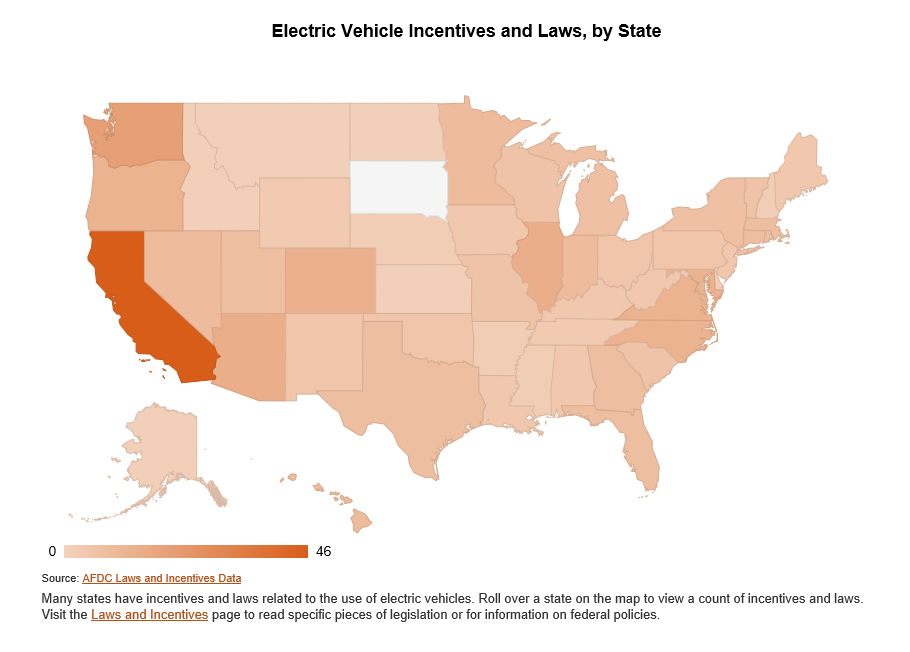 Electric Vehicle Incentives and Laws, by State
0 46
Source: AFDC Laws and Incentives Data
Many states have incentives and laws related to the use of electric vehicles. Roll over a state on the map to view a count of incentives and laws.
Visit the Laws and Incentives page to read specific pieces of legislation or for information on federal policies.